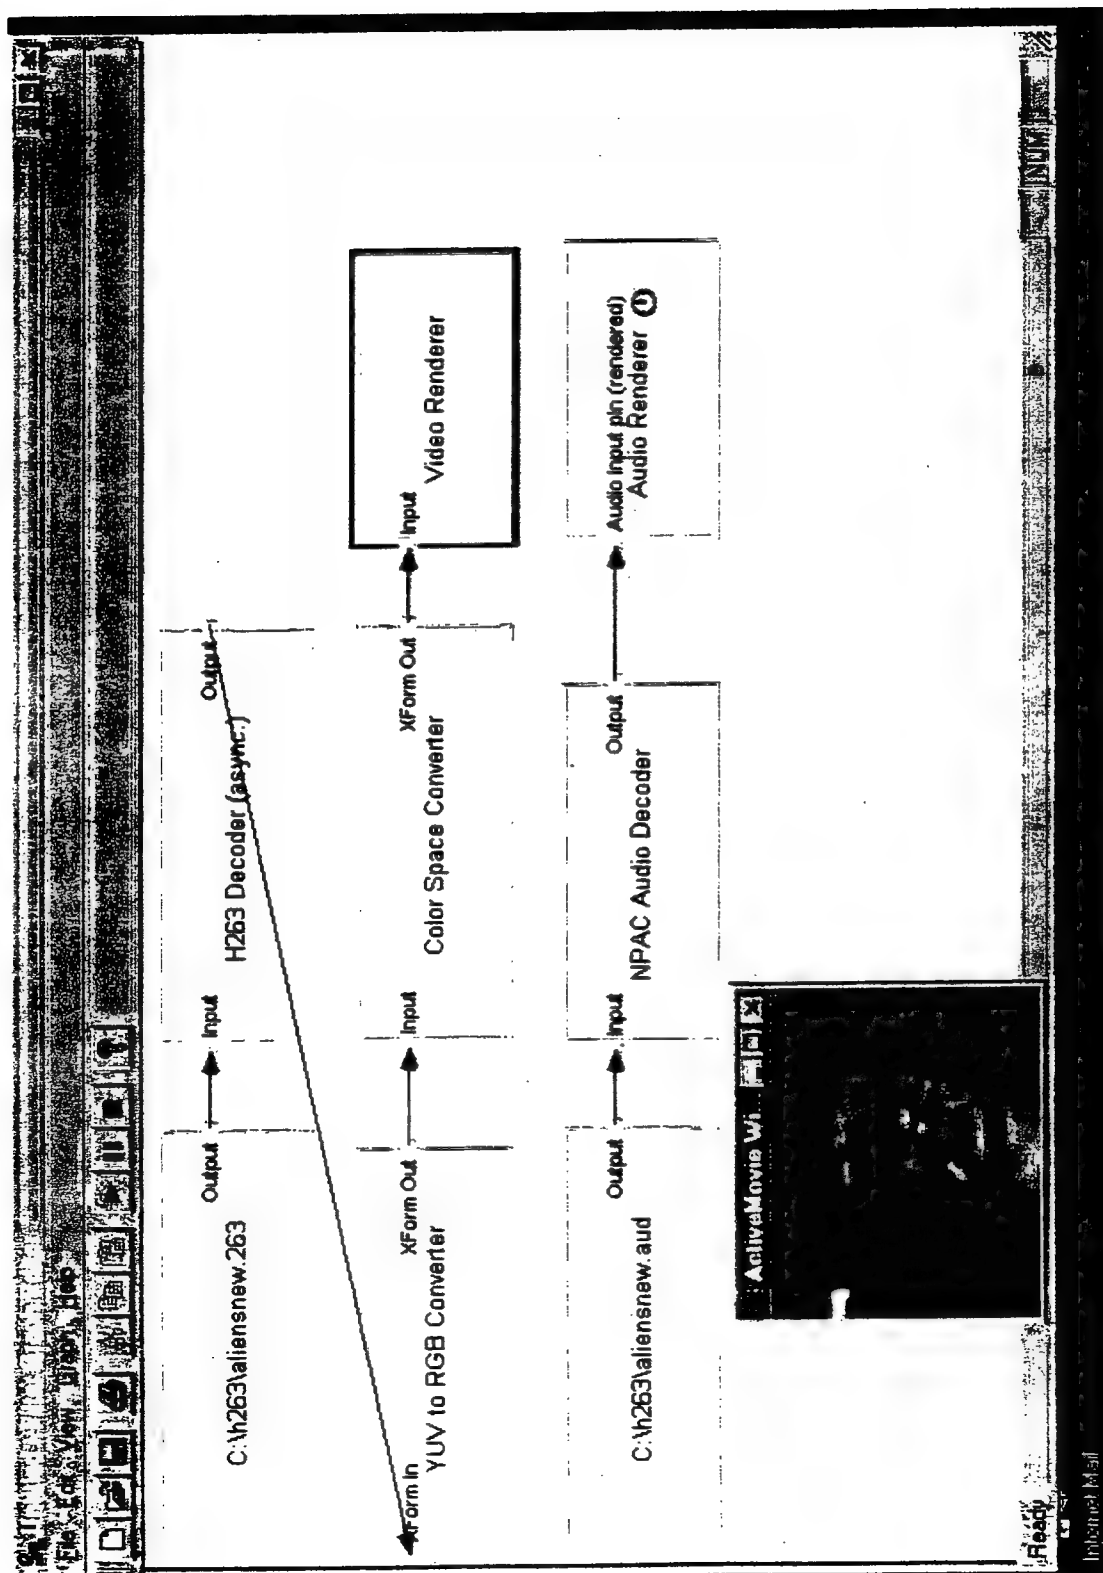 File Edit View Graph Help
C:\h263\aliensnew.263
Output
Input
H263 Decoder (async.)
Output
XForm In
YUV to RGB Converter
XForm Out
Input
Color Space Converter
XForm Out
Input
Video Renderer
C:\h263\aliensnew.aud
Output
Input
NPAC Audio Decoder
Output
Audio Input pin (rendered)
Audio Renderer
ActiveMovie Wi...
Ready
NUM
Internet Mail